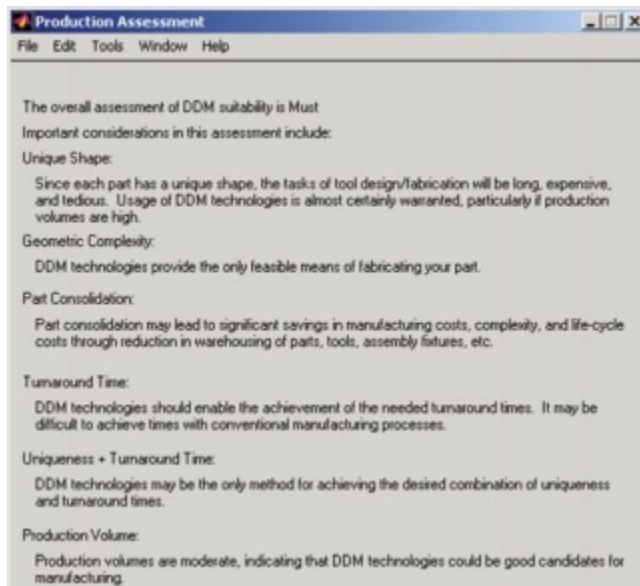 Production Assessment
File Edit Tools Window Help
The overall assessment of DDM suitability is Must
Important considerations in this assessment include:
Unique Shape:
Since each part has a unique shape, the tasks of tool design/fabrication will be long, expensive,
and tedious. Usage of DDM technologies is almost certainly warranted, particularly if production
volumes are high.
Geometric Complexity:
DDM technologies provide the only feasible means of fabricating your part.
Part Consolidation:
Part consolidation may lead to significant savings in manufacturing costs, complexity, and life-cycle
costs through reduction in warehousing of parts, tools, assembly fixtures, etc.
Turnaround Time:
DDM technologies should enable the achievement of the needed turnaround times. It may be
difficult to achieve times with conventional manufacturing processes.
Uniqueness + Turnaround Time:
DDM technologies may be the only method for achieving the desired combination of uniqueness
and turnaround times.
Production Volume:
Production volumes are moderate, indicating that DDM technologies could be good candidates for
manufacturing.